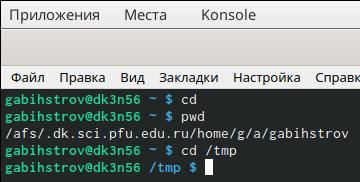 Приложения Места Konsole
Файл Правка Вид Закладки Настройка Справка
gabihstrov@dk3n56 ~ $ cd
gabihstrov@dk3n56 ~ $ pwd
/afs/.dk.sci.pfu.edu.ru/home/g/a/gabihstrov
gabihstrov@dk3n56 ~ $ cd /tmp
gabihstrov@dk3n56 /tmp $